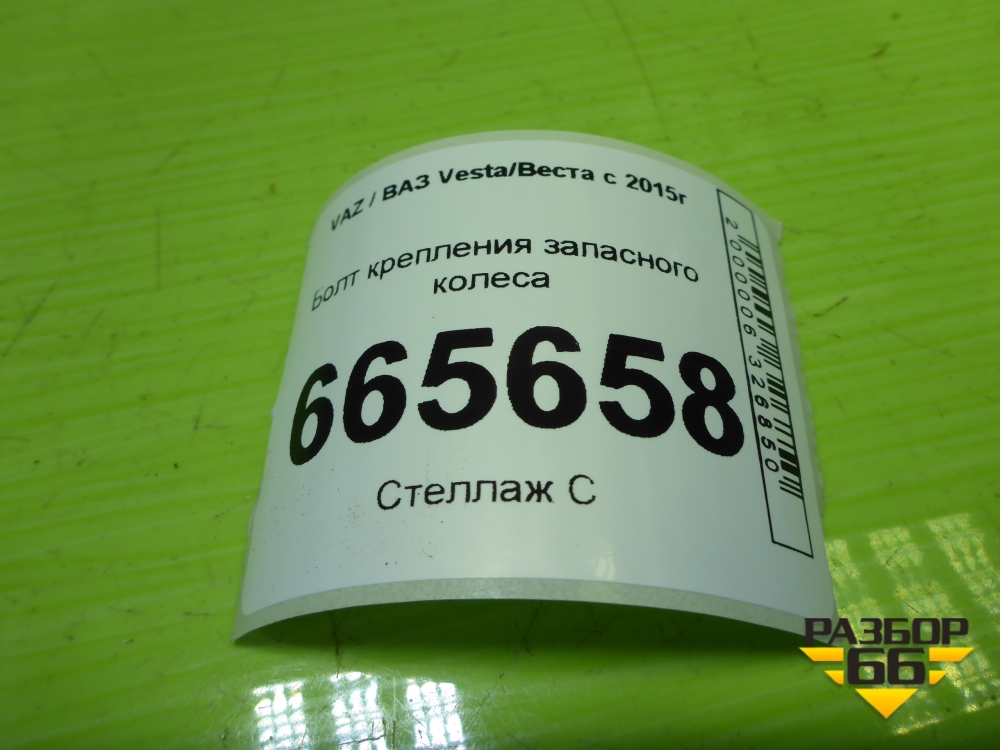 VAZ / ВАЗ Vesta/Веста с 2015г
Болт крепления запасного
колеса
665658
Стеллаж С
2000006326850
РАЗБОР
66